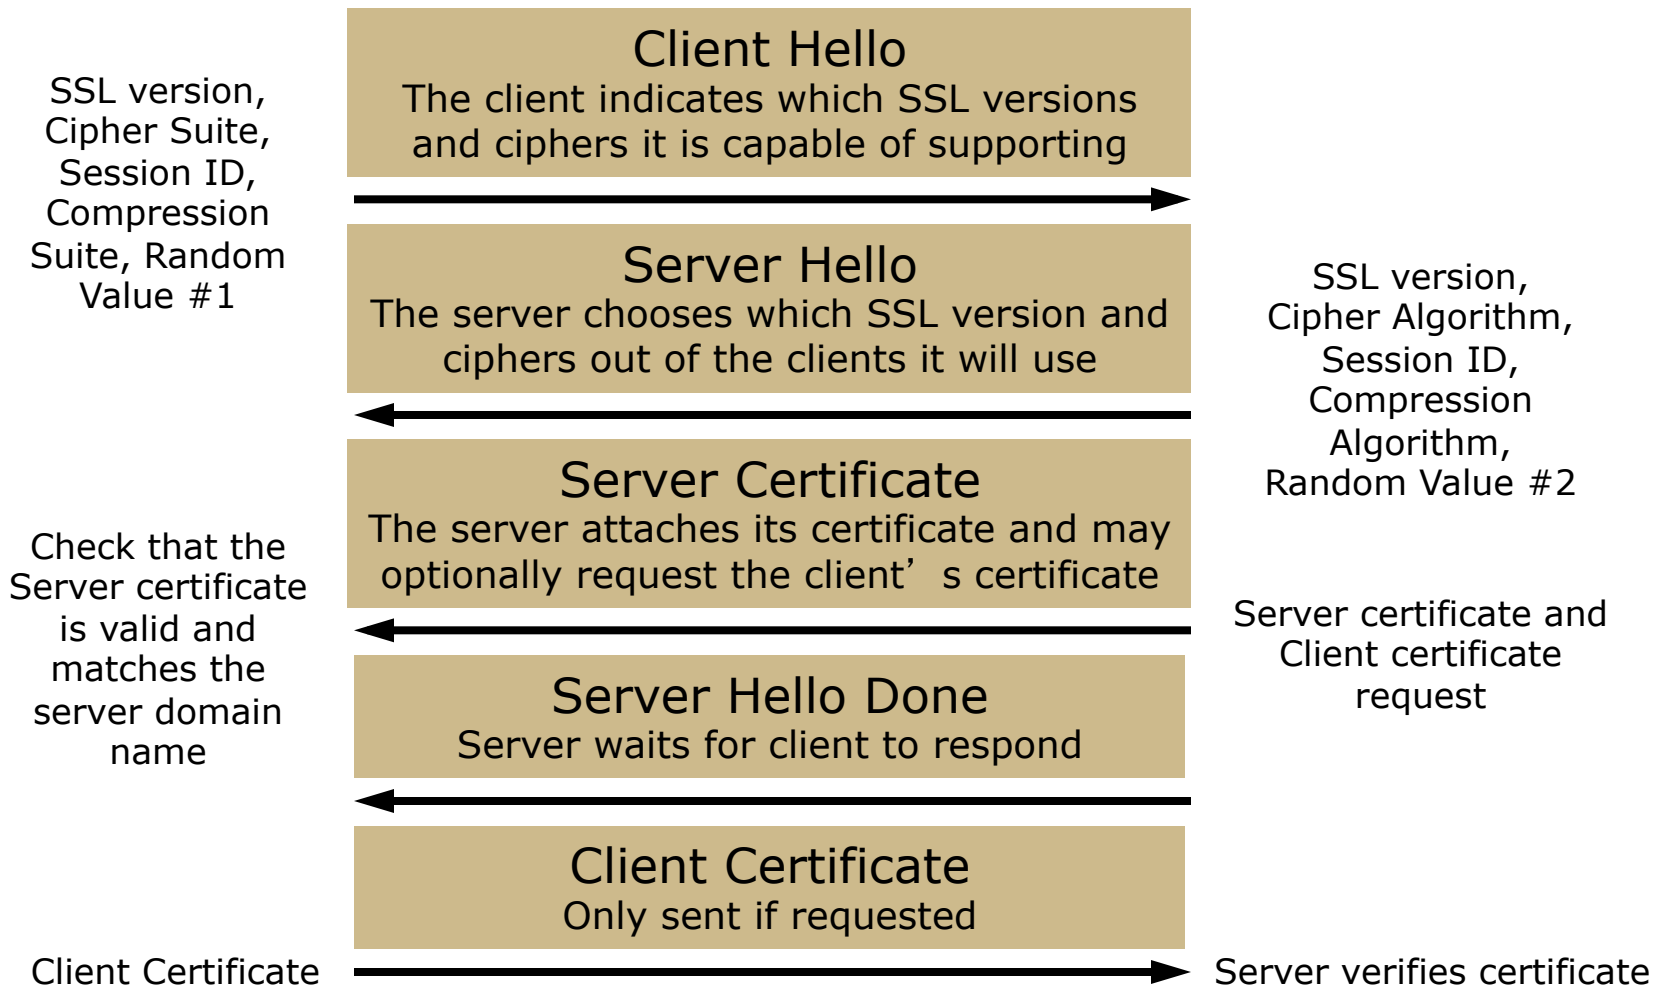 Client Hello
The client indicates which SSL versions
and ciphers it is capable of supporting
SSL version,
Cipher Suite,
Session ID,
Compression
Suite, Random
Value #1
Server Hello
The server chooses which SSL version and
ciphers out of the clients it will use
SSL version,
Cipher Algorithm,
Session ID,
Compression
Algorithm,
Random Value #2
Server Certificate
The server attaches its certificate and may
optionally request the client’s certificate
Check that the
Server certificate
is valid and
matches the
server domain
name
Server certificate and
Client certificate
request
Server Hello Done
Server waits for client to respond
Client Certificate
Only sent if requested
Client Certificate
Server verifies certificate